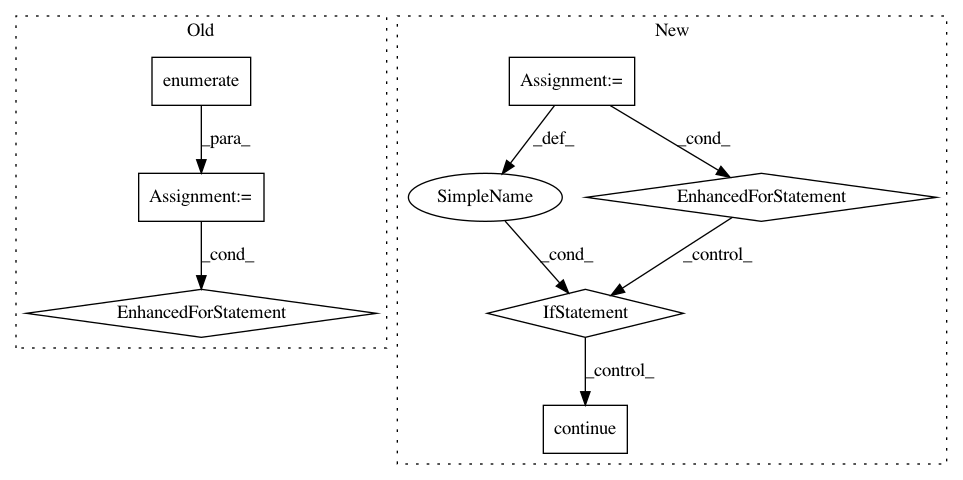 Old
enumerate
_para_
Assignment:=
_cond_
EnhancedForStatement
New
Assignment:=
_def_
_cond_
SimpleName
EnhancedForStatement
_cond_
_control_
IfStatement
_control_
continue